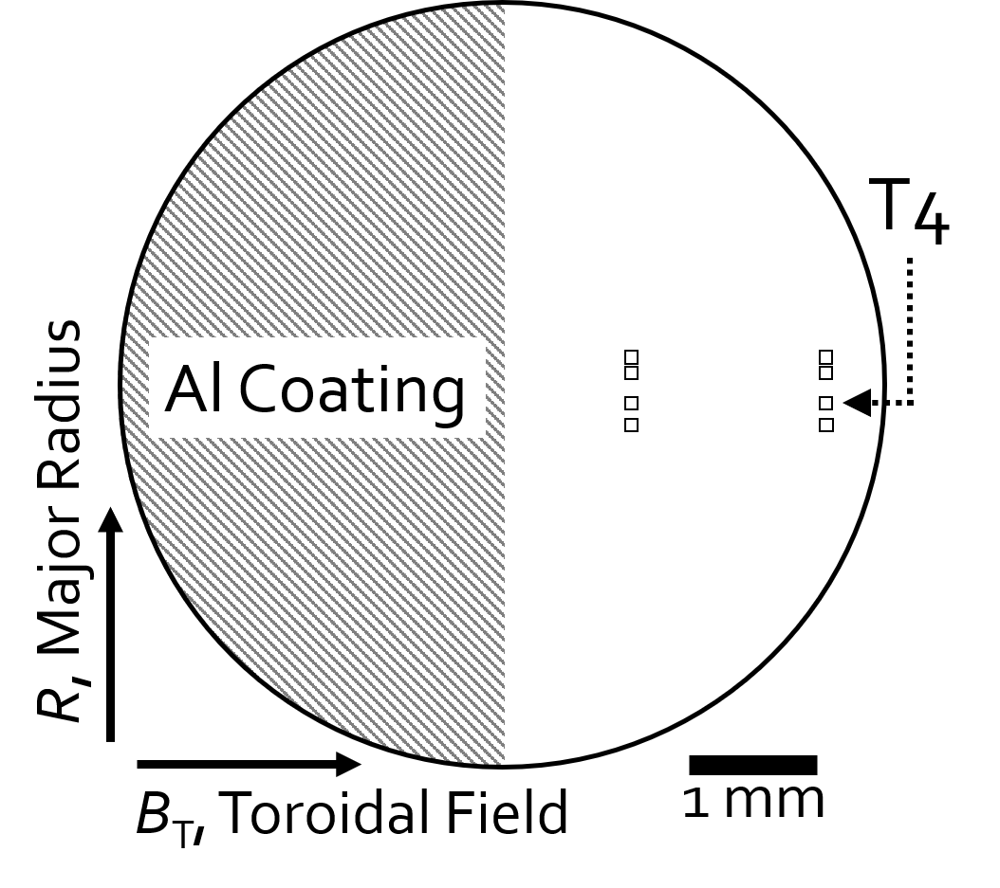 T4
Al Coating
R, Major Radius
BT, Toroidal Field
1 mm